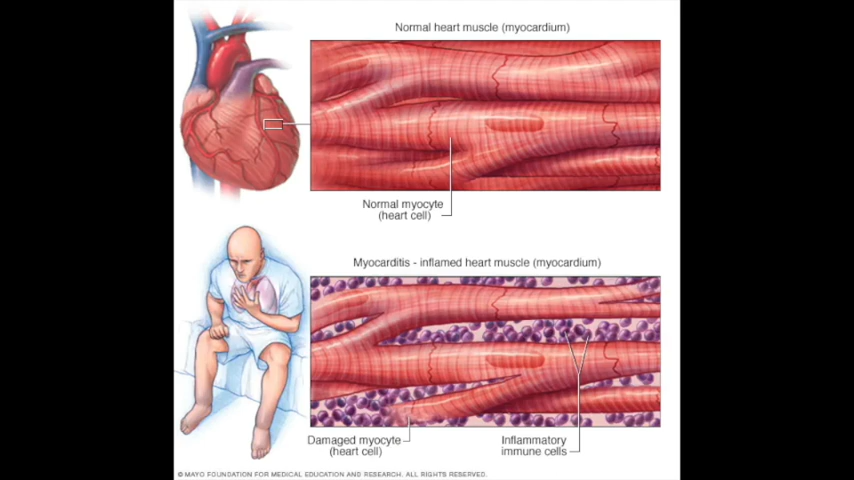 Normal heart muscle (myocardium)
Normal myocyte
(heart cell)
Myocarditis - inflamed heart muscle (myocardium)
Damaged myocyte
(heart cell)
Inflammatory
immune cells
© MAYO FOUNDATION FOR MEDICAL EDUCATION AND RESEARCH. ALL RIGHTS RESERVED.